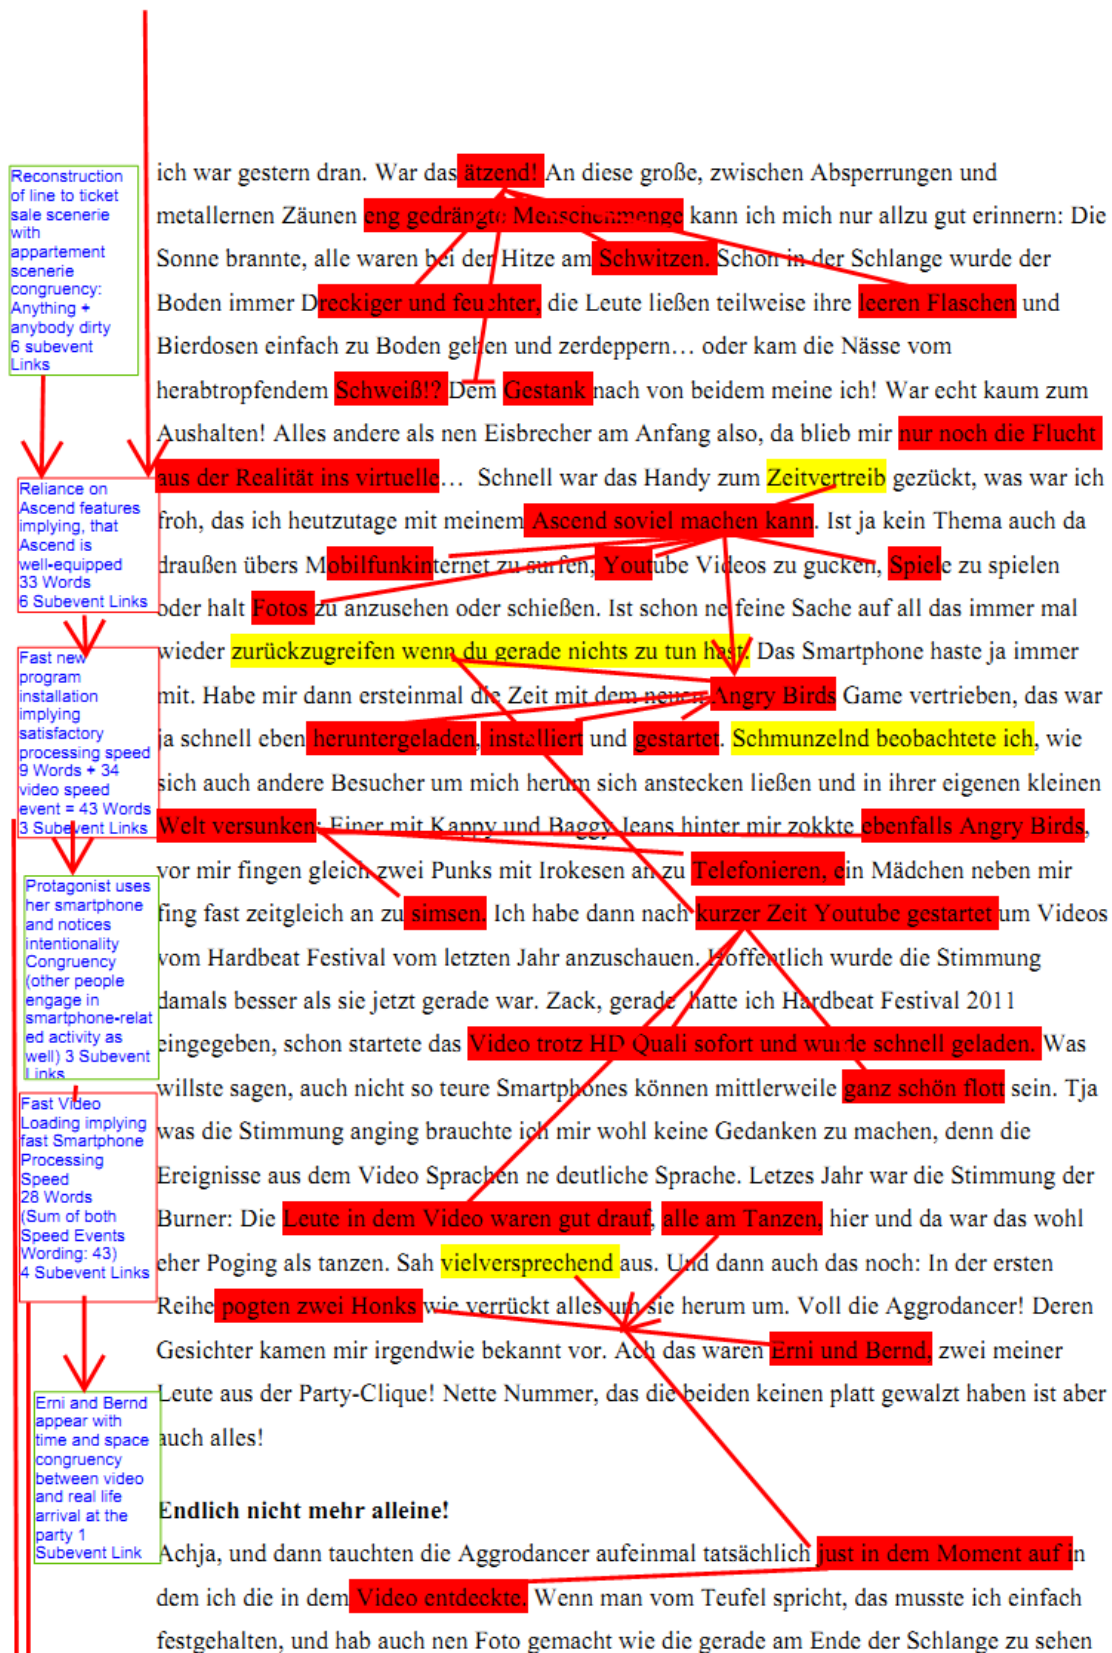 Reconstruction
of line to ticket
sale scenerie
with
appartement
scenerie
congruency:
Anything +
anybody dirty
6 subevent
Links
Reliance on
Ascend features
implying, that
Ascend is
well-equipped
33 Words
6 Subevent Links
Fast new
program
installation
implying
satisfactory
processing speed
9 Words + 34
video speed
event = 43 Words
3 Subevent Links
Protagonist uses
her smartphone
and notices
intentionality
Congruency
(other people
engage in
smartphone-relat
ed activity as
well) 3 Subevent
Links
Fast Video
Loading implying
fast Smartphone
Processing
Speed
28 Words
(Sum of both
Speed Events
Wording: 43)
4 Subevent Links
Erni and Bernd
appear with
time and space
congruency
between video
and real life
arrival at the
party 1
Subevent Link
ich war gestern dran. War das ätzend! An diese große, zwischen Absperrungen und
metallernen Zäunen eng gedrängte Menschenmenge kann ich mich nur allzu gut erinnern: Die
Sonne brannte, alle waren bei der Hitze am Schwitzen. Schon in der Schlange wurde der
Boden immer Dreckiger und feuchter, die Leute ließen teilweise ihre leeren Flaschen und
Bierdosen einfach zu Boden gehen und zerdeppern… oder kam die Nässe vom
herabtropfendem Schweiß!? Dem Gestank nach von beidem meine ich! War echt kaum zum
Aushalten! Alles andere als nen Eisbrecher am Anfang also, da blieb mir nur noch die Flucht
aus der Realität ins virtuelle… Schnell war das Handy zum Zeitvertreib gezückt, was war ich
froh, das ich heutzutage mit meinem Ascend soviel machen kann. Ist ja kein Thema auch da
draußen übers Mobilfunkinternet zu surfen, Youtube Videos zu gucken, Spiele zu spielen
oder halt Fotos zu anzusehen oder schießen. Ist schon ne feine Sache auf all das immer mal
wieder zurückzugreifen wenn du gerade nichts zu tun hast. Das Smartphone haste ja immer
mit. Habe mir dann ersteinmal die Zeit mit dem neuen Angry Birds Game vertrieben, das war
ja schnell eben heruntergeladen, installiert und gestartet. Schmunzelnd beobachtete ich, wie
sich auch andere Besucher um mich herum sich anstecken ließen und in ihrer eigenen kleinen
Welt versunken: Einer mit Kappy und Baggy Jeans hinter mir zokkte ebenfalls Angry Birds,
vor mir fingen gleich zwei Punks mit Irokesen an zu Telefonieren, ein Mädchen neben mir
fing fast zeitgleich an zu simsen. Ich habe dann nach kurzer Zeit Youtube gestartet um Videos
vom Hardbeat Festival vom letzten Jahr anzuschauen. Hoffentlich wurde die Stimmung
damals besser als sie jetzt gerade war. Zack, gerade hatte ich Hardbeat Festival 2011
eingegeben, schon startete das Video trotz HD Quali sofort und wurde schnell geladen. Was
willste sagen, auch nicht so teure Smartphones können mittlerweile ganz schön flott sein. Tja
was die Stimmung anging brauchte ich mir wohl keine Gedanken zu machen, denn die
Ereignisse aus dem Video Sprachen ne deutliche Sprache. Letzes Jahr war die Stimmung der
Burner: Die Leute in dem Video waren gut drauf, alle am Tanzen, hier und da war das wohl
eher Poging als tanzen. Sah vielversprechend aus. Und dann auch das noch: In der ersten
Reihe pogten zwei Honks wie verrückt alles um sie herum um. Voll die Aggrodancer! Deren
Gesichter kamen mir irgendwie bekannt vor. Ach das waren Erni und Bernd, zwei meiner
Leute aus der Party-Clique! Nette Nummer, das die beiden keinen platt gewalzt haben ist aber
auch alles!
Endlich nicht mehr alleine!
Achja, und dann tauchten die Aggrodancer aufeinmal tatsächlich just in dem Moment auf in
dem ich die in dem Video entdeckte. Wenn man vom Teufel spricht, das musste ich einfach
festgehalten, und hab auch nen Foto gemacht wie die gerade am Ende der Schlange zu sehen